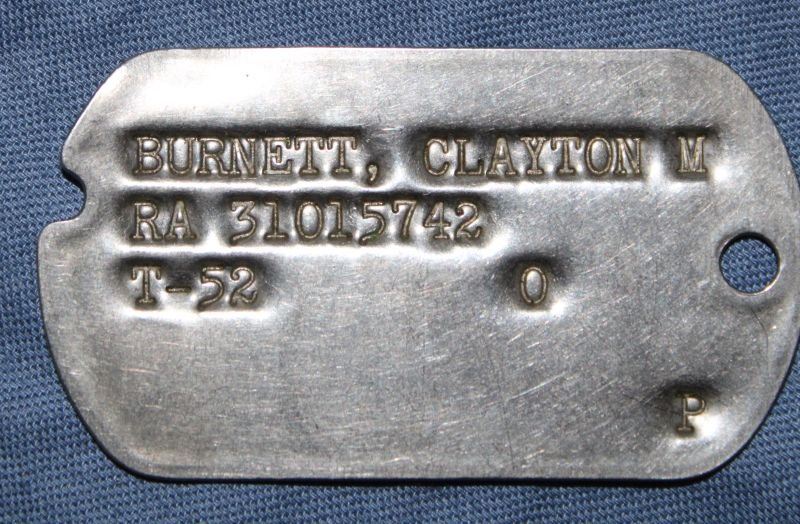 BURNETT, CLAYTON M
RA 31015742
T-52 O
P